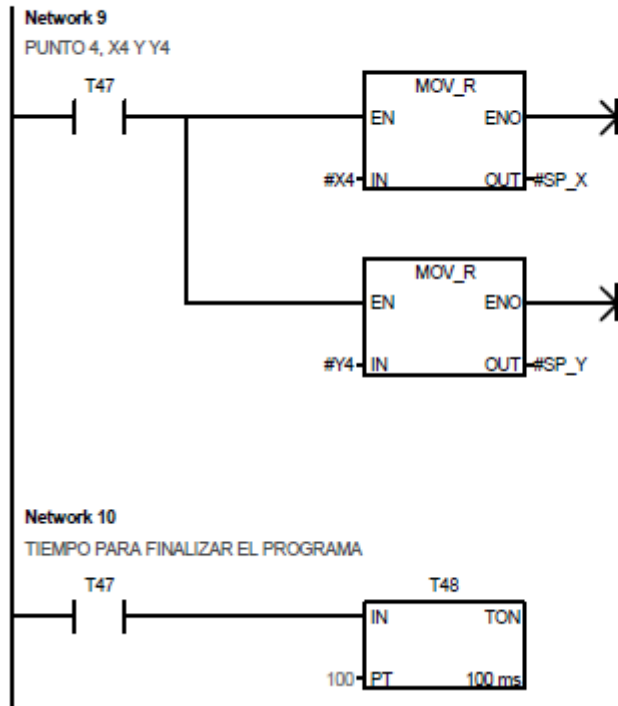 Network 9
PUNTO 4, X4 Y Y4
T47
MOV_R
EN ENO
#X4 IN OUT #SP_X
MOV_R
EN ENO
#Y4 IN OUT #SP_Y
Network 10
TIEMPO PARA FINALIZAR EL PROGRAMA
T47 T48
IN TON
100 PT 100 ms